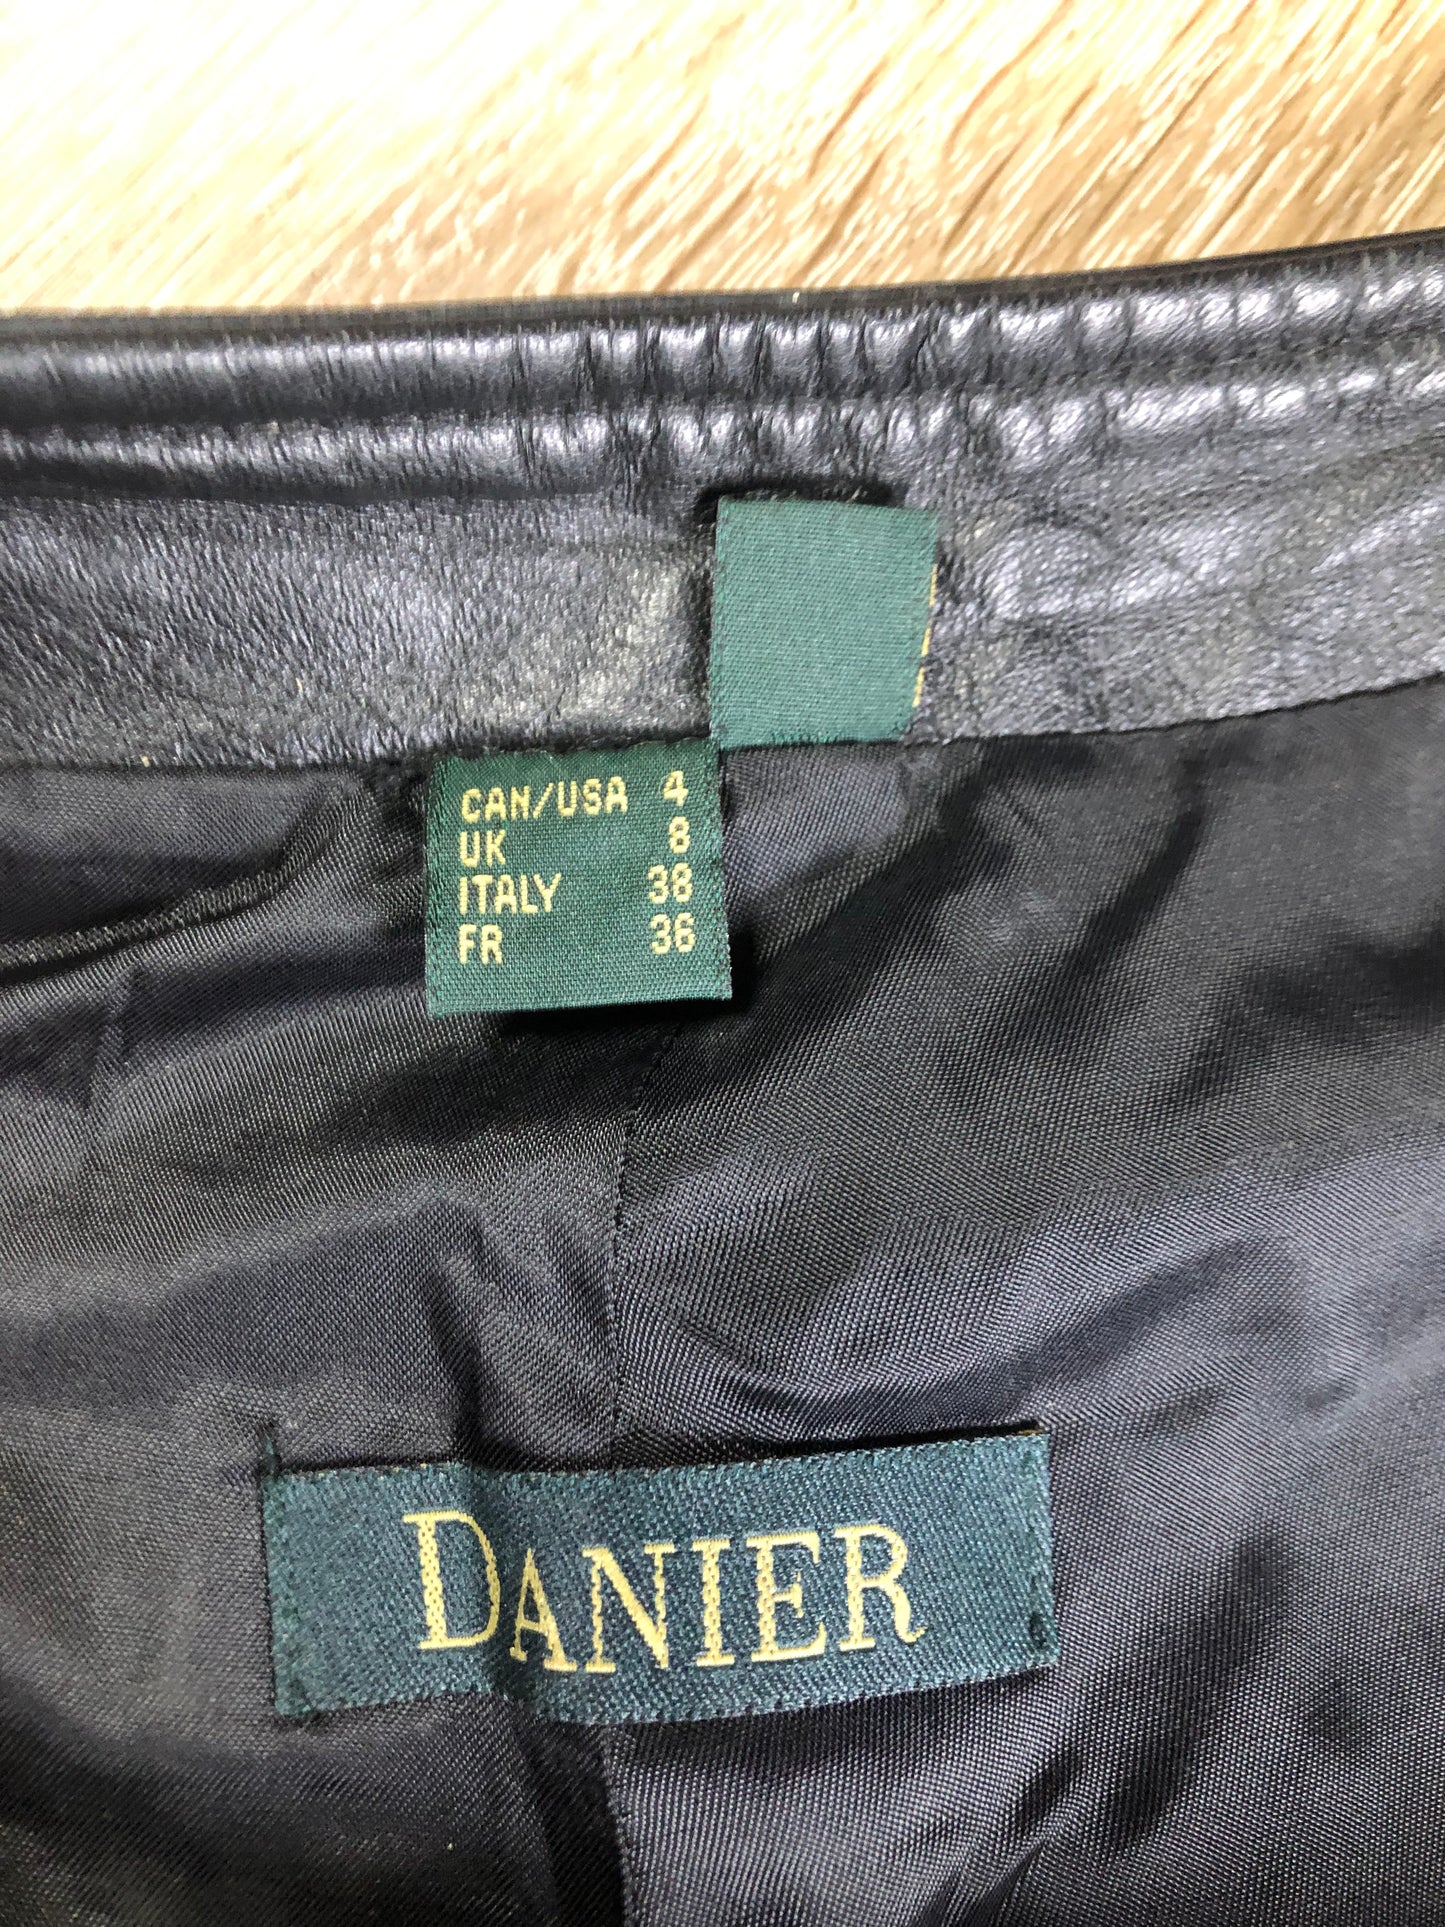 CAN/USA 4
UK 8
ITALY 38
FR 36
DANIER